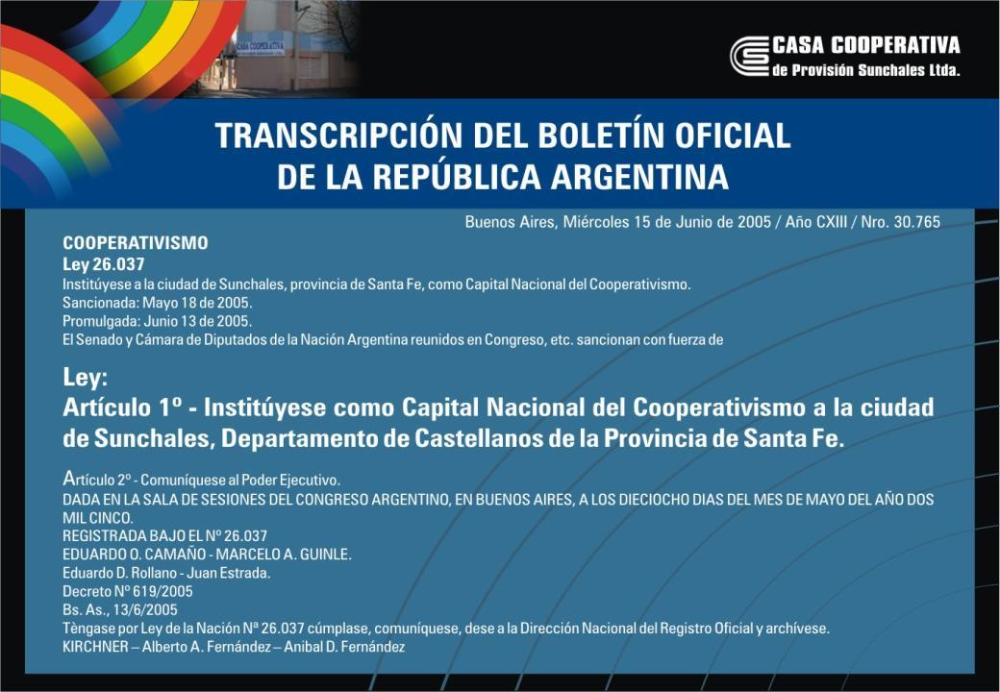 CASA COOPERATIVA
CASA COOPERATIVA
de Provisión Sunchales Ltda.
TRANSCRIPCIÓN DEL BOLETÍN OFICIAL
DE LA REPÚBLICA ARGENTINA
Buenos Aires, Miércoles 15 de Junio de 2005 / Año CXIII / Nro. 30.765
COOPERATIVISMO
Ley 26.037
Institúyese a la ciudad de Sunchales, provincia de Santa Fe, como Capital Nacional del Cooperativismo.
Sancionada: Mayo 18 de 2005.
Promulgada: Junio 13 de 2005.
El Senado y Cámara de Diputados de la Nación Argentina reunidos en Congreso, etc. sancionan con fuerza de
Ley:
Artículo 1º - Institúyese como Capital Nacional del Cooperativismo a la ciudad
de Sunchales, Departamento de Castellanos de la Provincia de Santa Fe.
Artículo 2º - Comuníquese al Poder Ejecutivo.
DADA EN LA SALA DE SESIONES DEL CONGRESO ARGENTINO, EN BUENOS AIRES, A LOS DIECIOCHO DIAS DEL MES DE MAYO DEL AÑO DOS
MIL CINCO.
REGISTRADA BAJO EL Nº 26.037
EDUARDO O. CAMAÑO - MARCELO A. GUINLE.
Eduardo D. Rollano - Juan Estrada.
Decreto Nº 619/2005
Bs. As., 13/6/2005
Tèngase por Ley de la Nación Nª 26.037 cúmplase, comuníquese, dese a la Dirección Nacional del Registro Oficial y archívese.
KIRCHNER – Alberto A. Fernández – Anibal D. Fernández